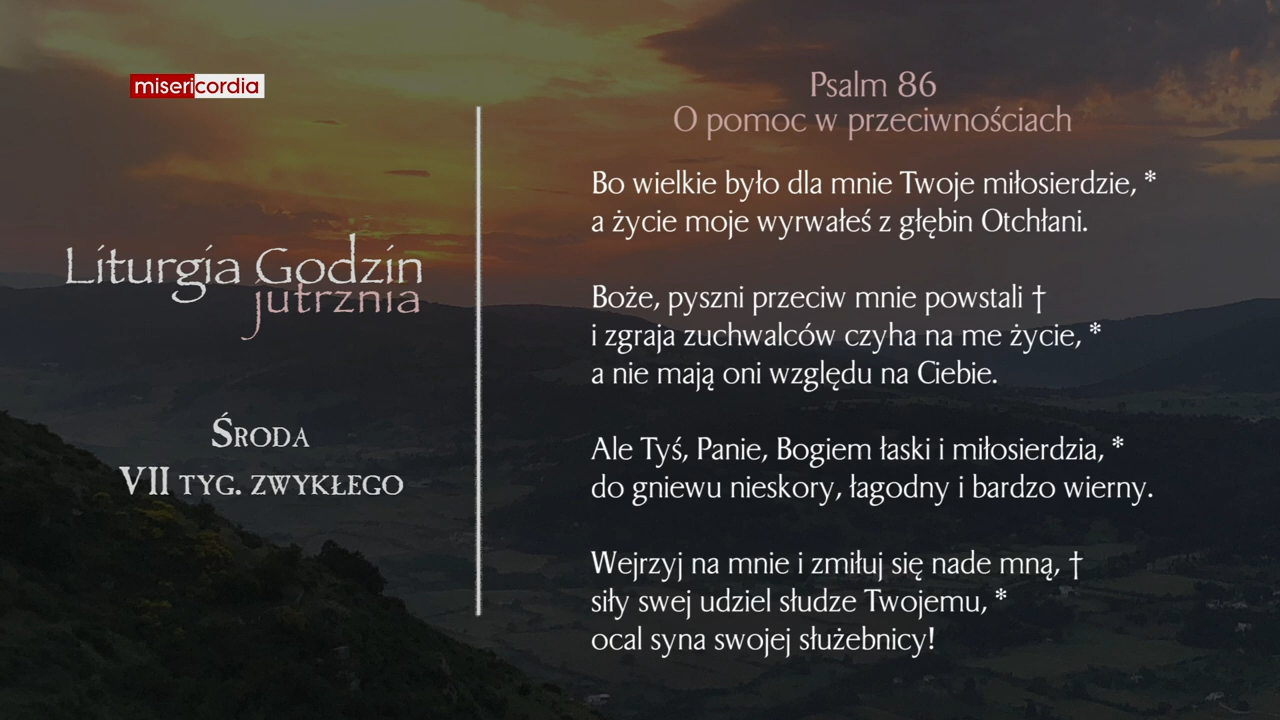 misericordia
Liturgia Godzin
jutrznia
Środa
VII tyg. zwykłego
Psalm 86
O pomoc w przeciwnościach
Bo wielkie było dla mnie Twoje miłosierdzie, *
a życie moje wyrwałeś z głębin Otchłani.
Boże, pyszni przeciw mnie powstali †
i zgraja zuchwalców czyha na me życie, *
a nie mają oni względu na Ciebie.
Ale Tyś, Panie, Bogiem łaski i miłosierdzia, *
do gniewu nieskory, łagodny i bardzo wierny.
Wejrzyj na mnie i zmiłuj się nade mną, †
siły swej udziel słudze Twojemu, *
ocal syna swojej służebnicy!